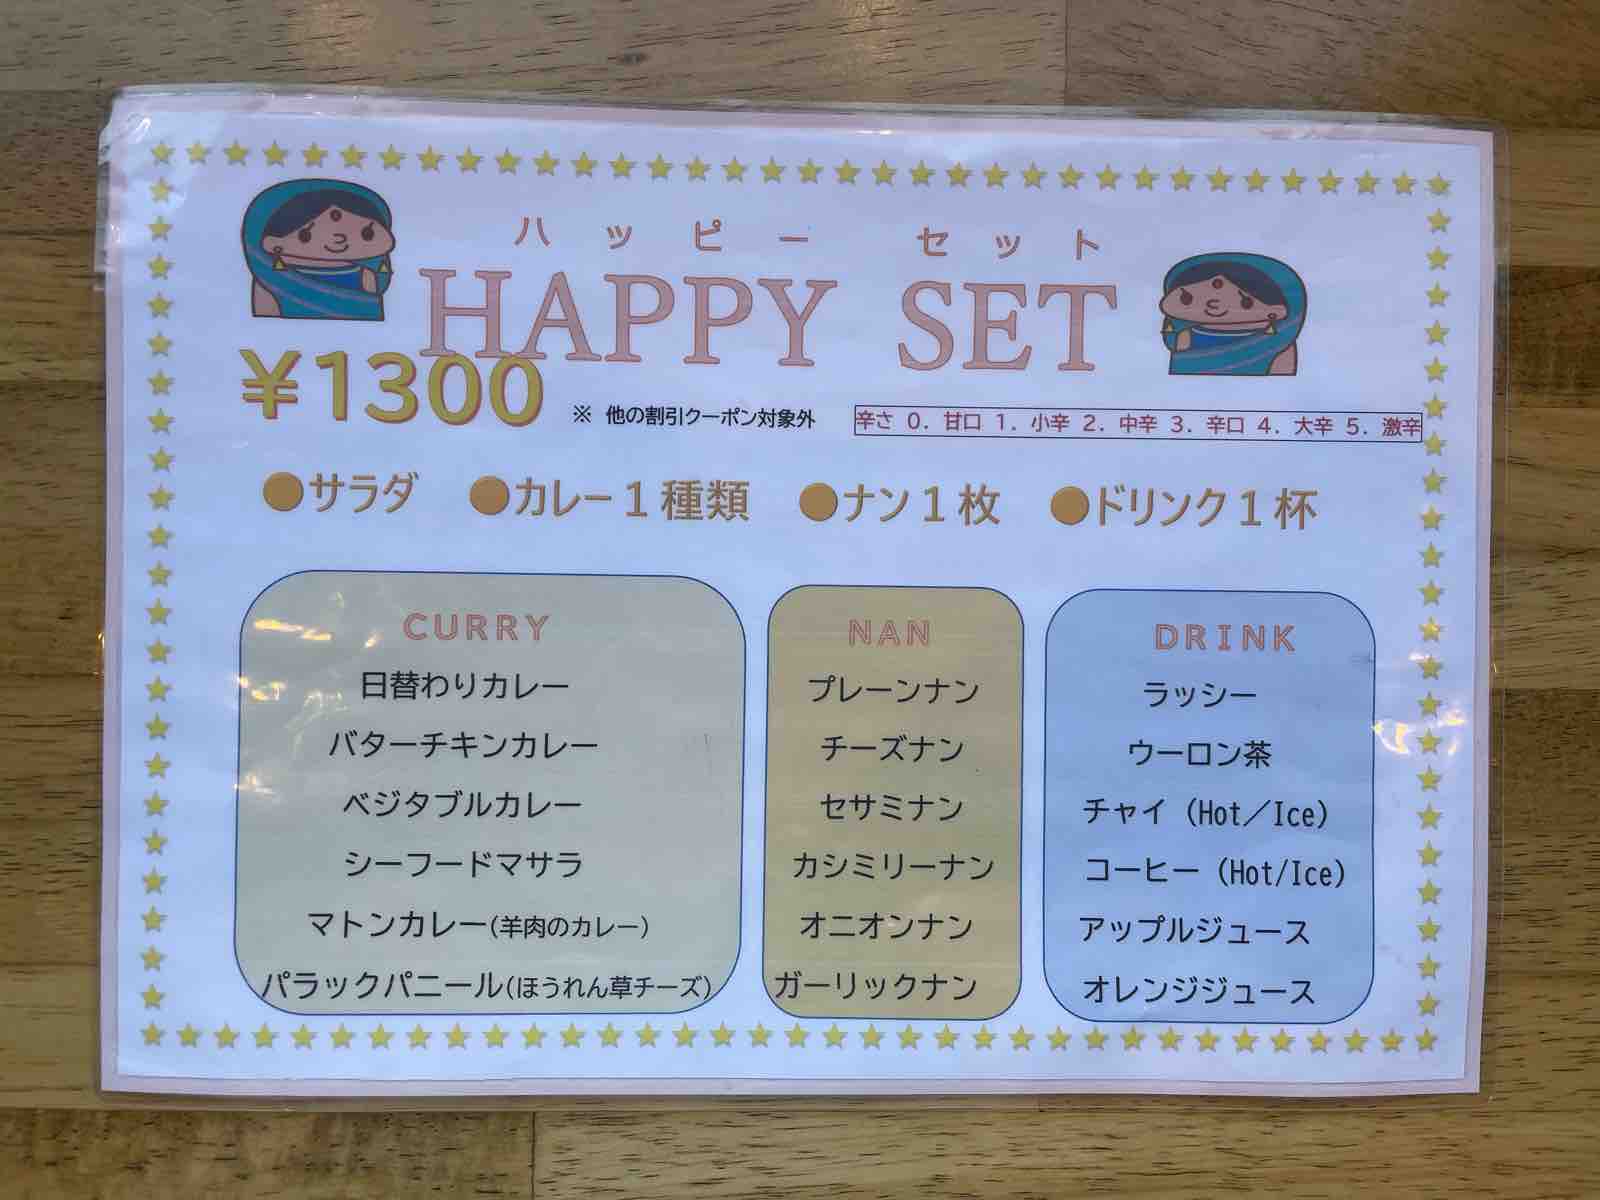 ハッピー セット
HAPPY SET
¥1300
※ 他の割引クーポン対象外
辛さ 0. 甘口 1. 小辛 2. 中辛 3. 辛口 4. 大辛 5. 激辛
●サラダ ●カレー1種類 ●ナン1枚 ●ドリンク1杯
CURRY
日替わりカレー
バターチキンカレー
ベジタブルカレー
シーフードマサラ
マトンカレー(羊肉のカレー)
パラックパニール(ほうれん草チーズ)
NAN
プレーンナン
チーズナン
セサミナン
カシミリーナン
オニオンナン
ガーリックナン
DRINK
ラッシー
ウーロン茶
チャイ (Hot/Ice)
コーヒー (Hot/Ice)
アップルジュース
オレンジジュース